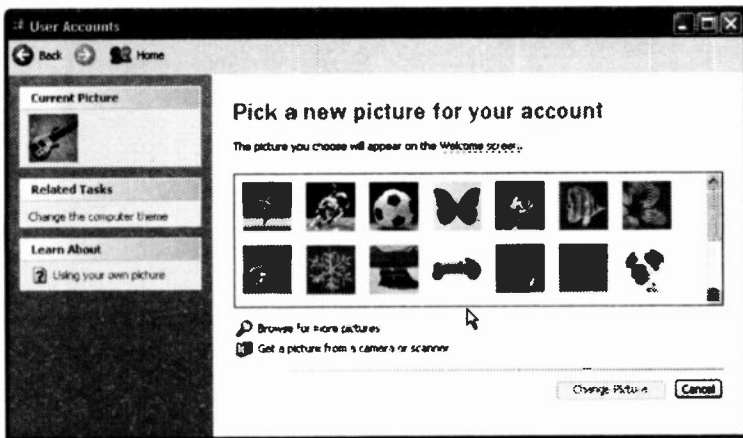 User Accounts
Back Home
Current Picture
Related Tasks
Change the computer theme
Learn About
Using your own picture
Pick a new picture for your account
The picture you choose will appear on the Welcome screen.
Browse for more pictures
Get a picture from a camera or scanner
Change Picture Cancel